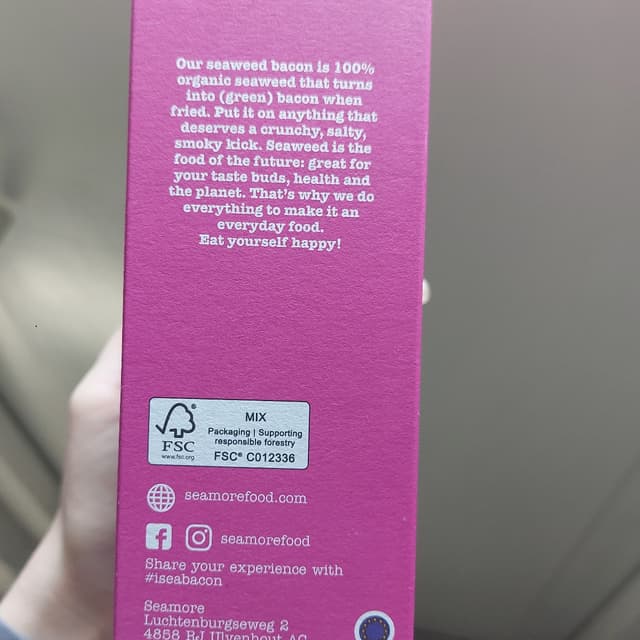 Our seaweed bacon is 100%
organic seaweed that turns
into (green) bacon when
fried. Put it on anything that
deserves a crunchy, salty,
smoky kick. Seaweed is the
food of the future: great for
your taste buds, health and
the planet. That's why we do
everything to make it an
everyday food.
Eat yourself happy!
FSC
www.fsc.org
MIX
Packaging | Supporting
responsible forestry
FSC® C012336
seamorefood.com
seamorefood
Share your experience with
#iseabacon
Seamore
Luchtenburgseweg 2
4858 RJ Ulvenhout AC